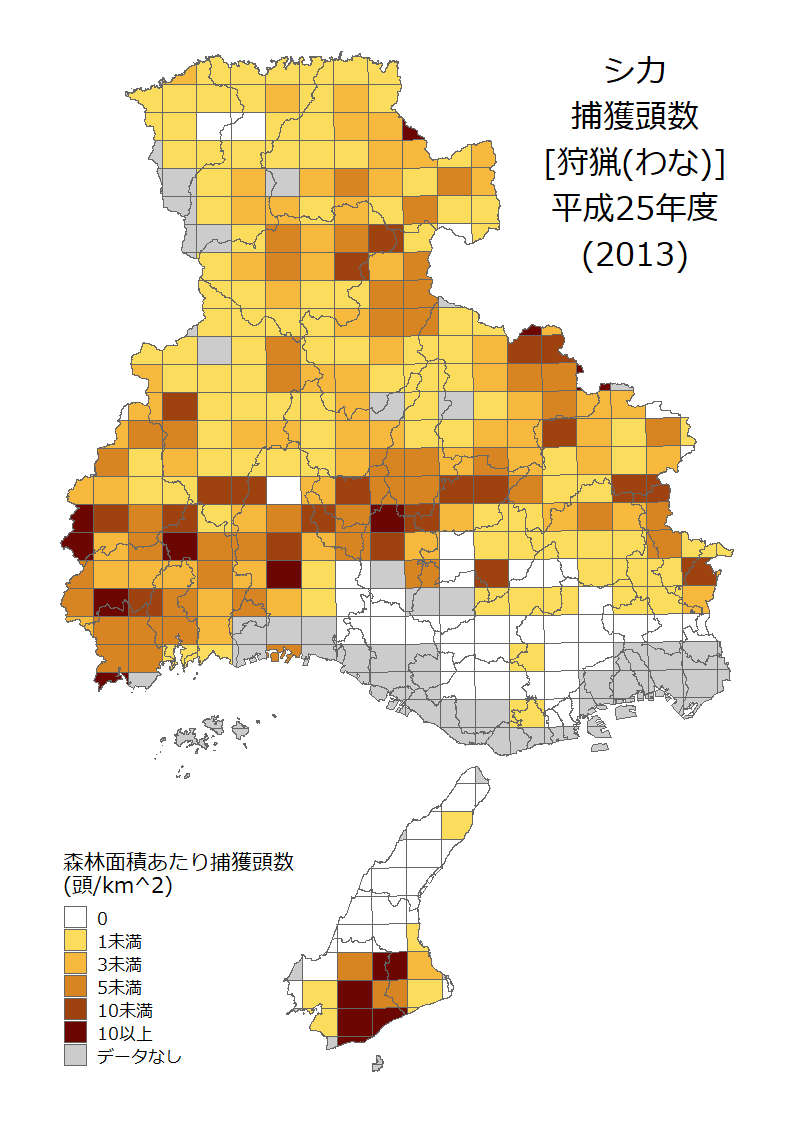 シカ
捕獲頭数
[狩猟(わな)]
平成25年度
(2013)
森林面積あたり捕獲頭数
(頭/km^2)
0
1未満
3未満
5未満
10未満
10以上
データなし